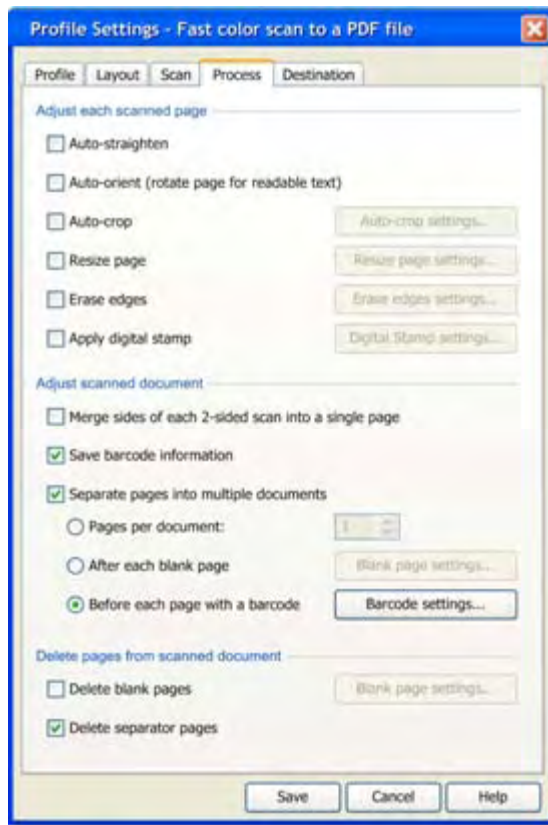 Profile Settings - Fast color scan to a PDF file
Profile Layout Scan Process Destination
Adjust each scanned page
Auto-straighten
Auto-orient (rotate page for readable text)
Auto-crop Auto-crop settings...
Resize page Resize page settings...
Erase edges Erase edges settings...
Apply digital stamp Digital Stamp settings...
Adjust scanned document
Merge sides of each 2-sided scan into a single page
Save barcode information
Separate pages into multiple documents
Pages per document: 1
After each blank page Blank page settings...
Before each page with a barcode Barcode settings...
Delete pages from scanned document
Delete blank pages Blank page settings...
Delete separator pages
Save Cancel Help